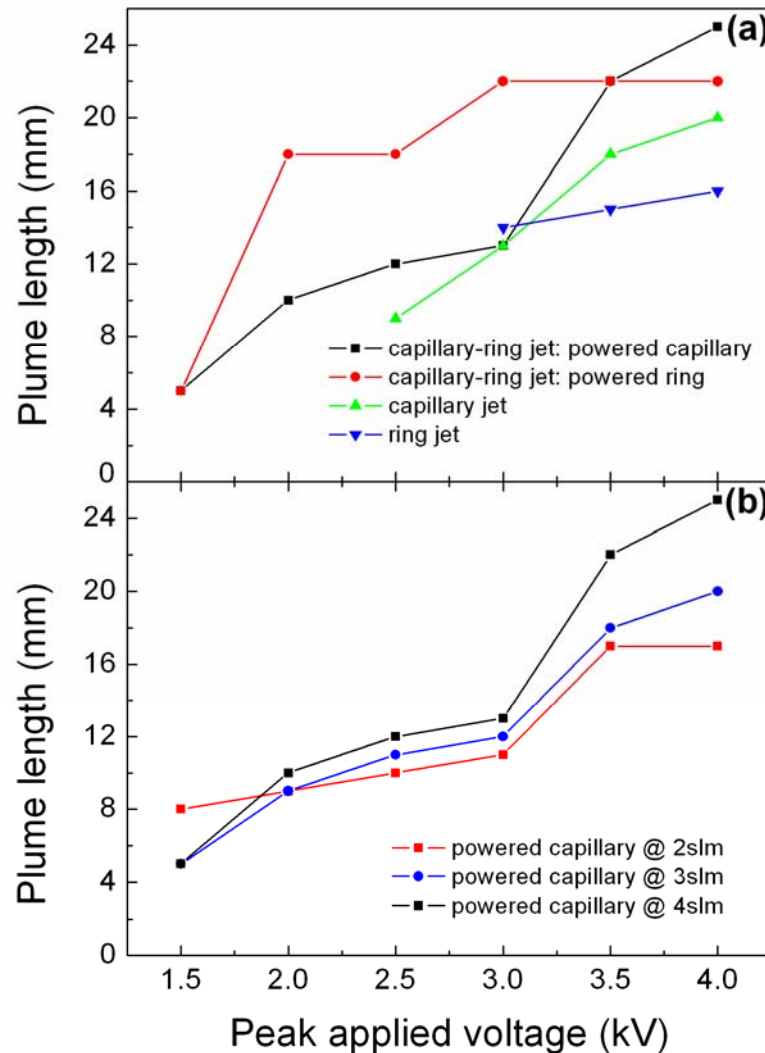 (a)
24
20
16
12
8
4
0
Plume length (mm)
capillary-ring jet: powered capillary
capillary-ring jet: powered ring
capillary jet
ring jet
(b)
24
20
16
12
8
4
0
Plume length (mm)
powered capillary @ 2slm
powered capillary @ 3slm
powered capillary @ 4slm
1.5 2.0 2.5 3.0 3.5 4.0
Peak applied voltage (kV)